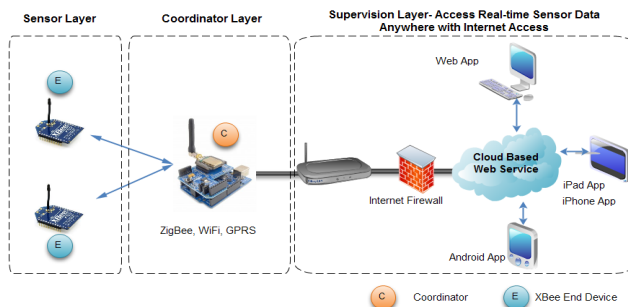 Sensor Layer
Coordinator Layer
Supervision Layer- Access Real-time Sensor Data
Anywhere with Internet Access
E
C
E
ZigBee, WiFi, GPRS
Internet Firewall
Web App
Cloud Based
Web Service
iPad App
iPhone App
Android App
C
Coordinator
E
XBee End Device